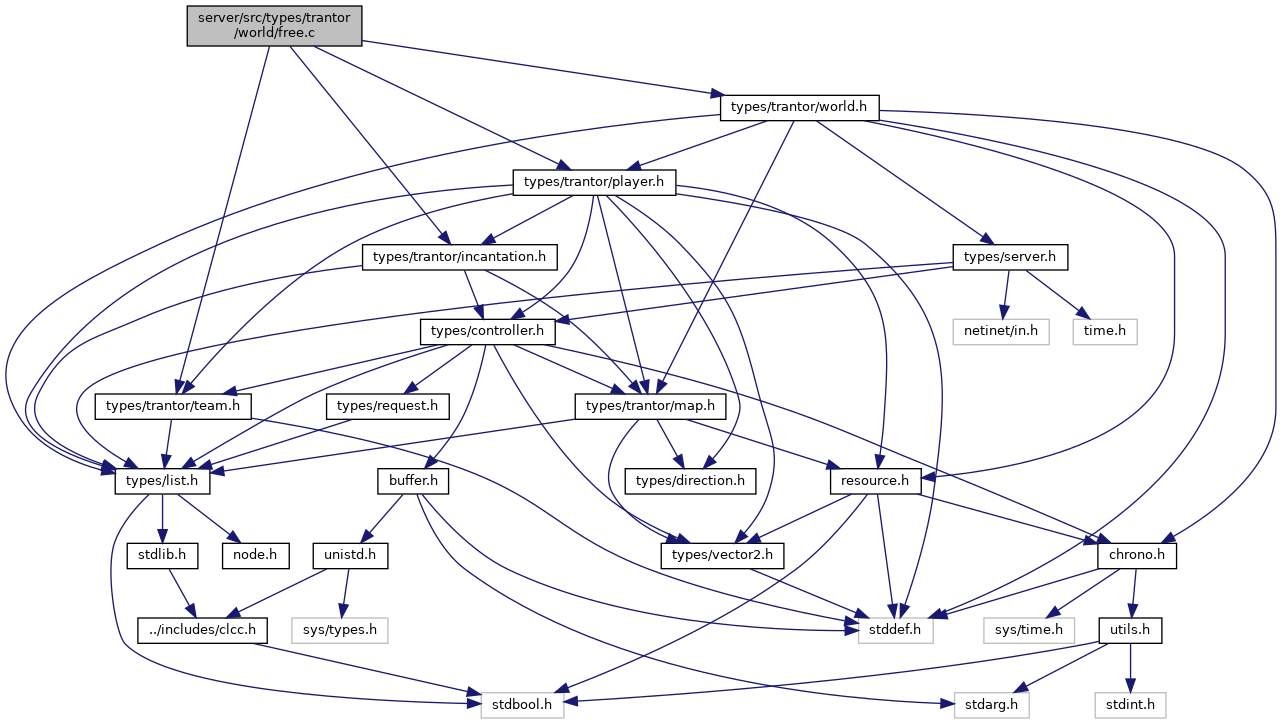 server/src/types/trantor
/world/free.c
types/trantor/world.h
types/trantor/player.h
types/trantor/incantation.h
types/server.h
types/controller.h
netinet/in.h
time.h
types/trantor/team.h
types/request.h
types/trantor/map.h
types/list.h
buffer.h
types/direction.h
resource.h
stdlib.h
node.h
unistd.h
types/vector2.h
chrono.h
../includes/clcc.h
sys/types.h
stddef.h
sys/time.h
utils.h
stdbool.h
stdarg.h
stdint.h